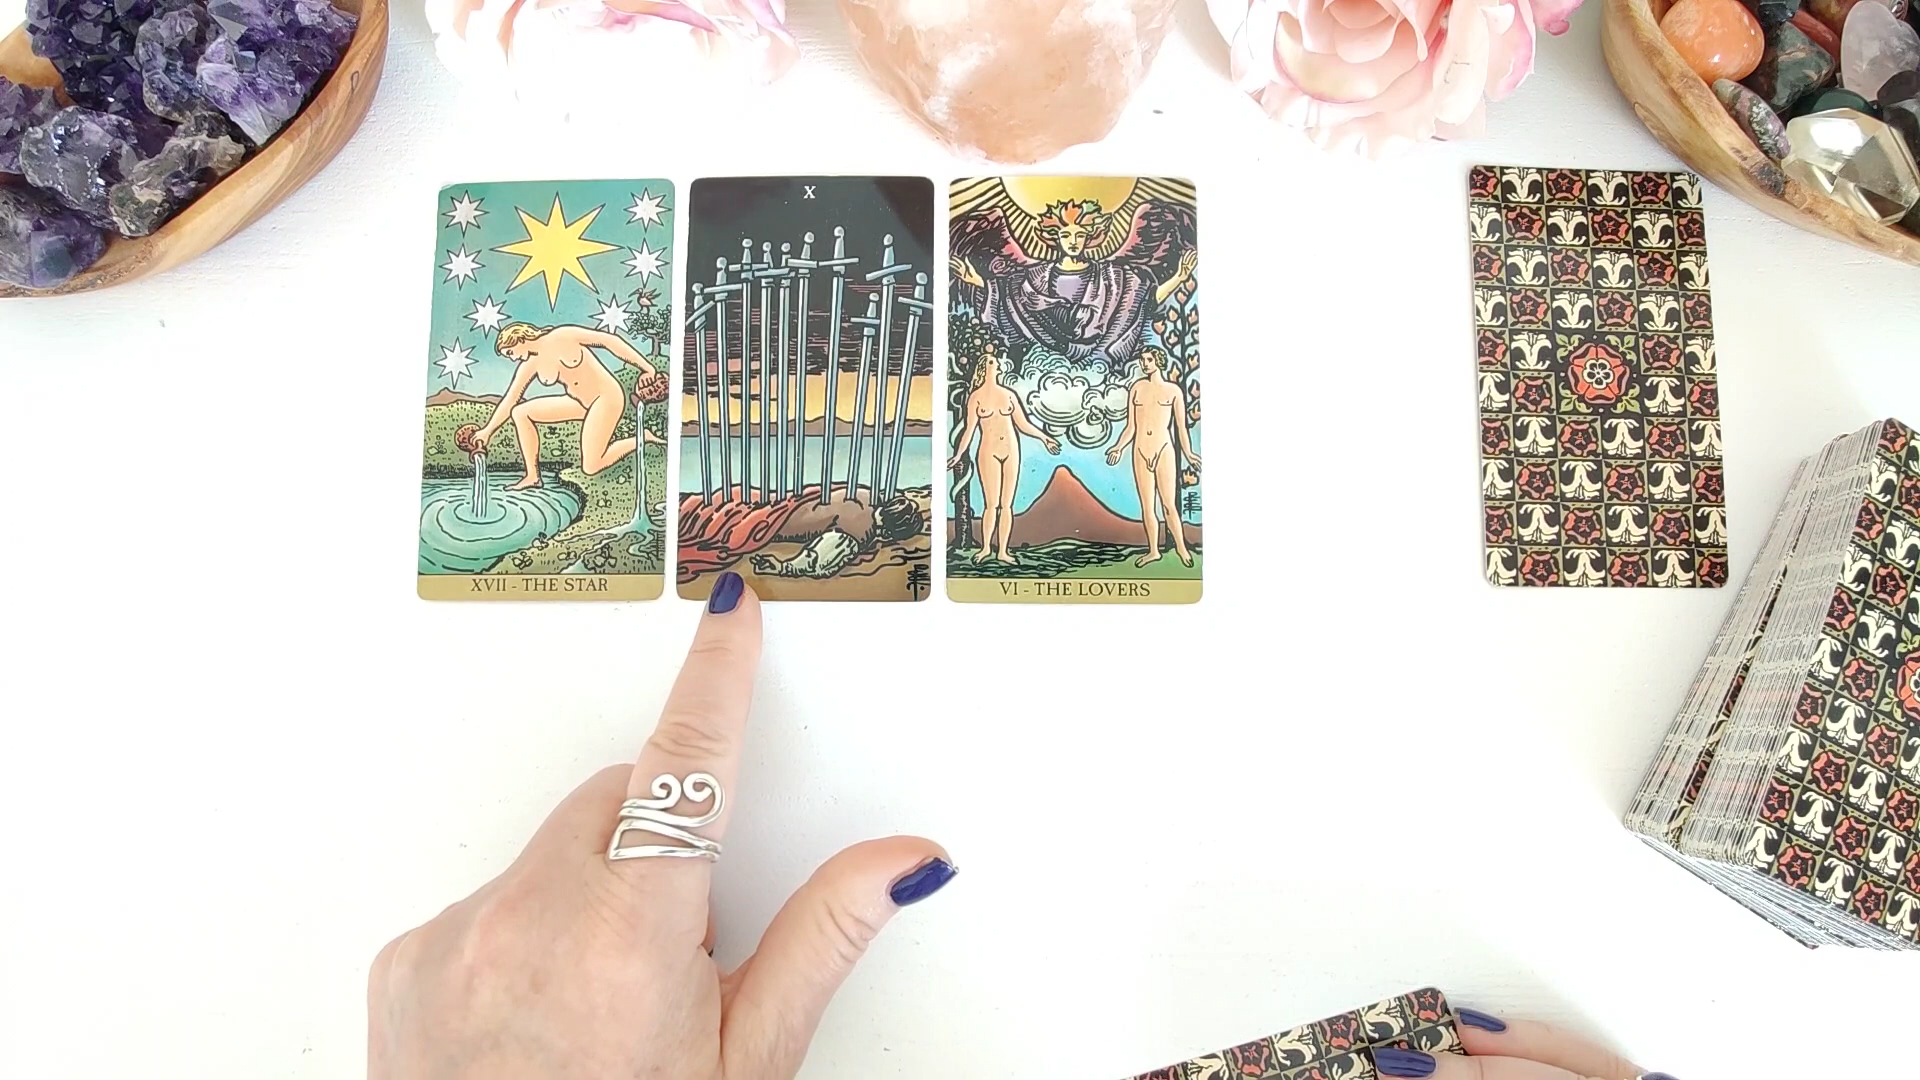 XVII - THE STAR
X
VI - THE LOVERS